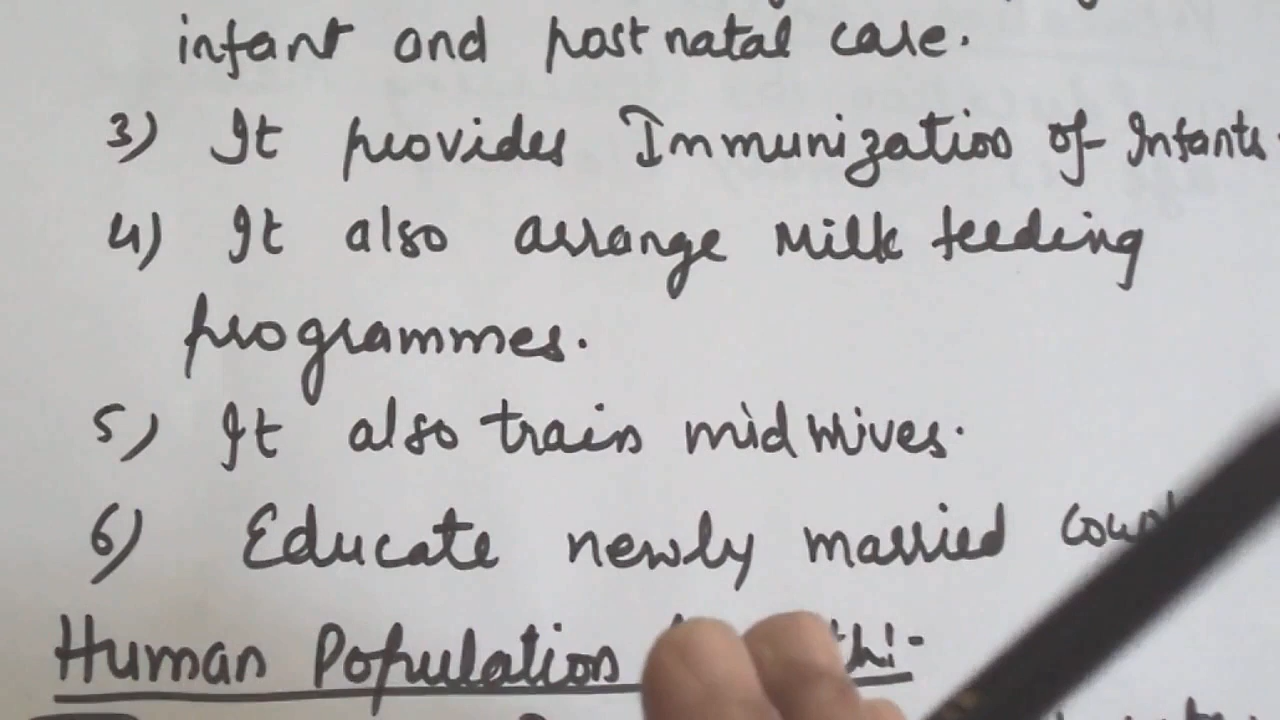 infant and post natal care.
3) It provides Immunization of Infants.
4) It also arrange Milk feeding
programmes.
5) It also train midwives.
6) Educate newly married
Human Population